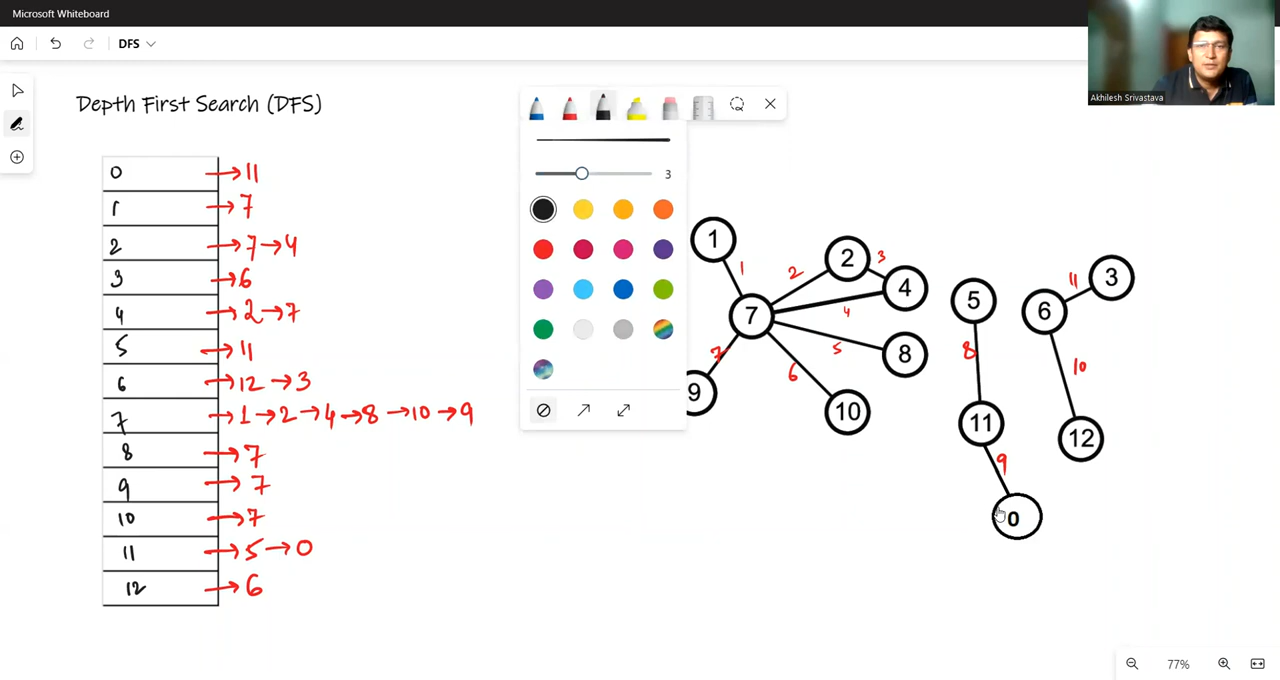 Microsoft Whiteboard
DFS
Akhilesh Srivastava
Depth First Search (DFS)
3
0 → 11
1 → 7
2 → 7 → 4
3 → 6
4 → 2 → 7
5 → 11
6 → 12 → 3
7 → 1 → 2 → 4 → 8 → 10 → 9
8 → 7
9 → 7
10 → 7
11 → 5 → 0
12 → 6
1
1
2
2
3
4
7
4
5
8
6
7
9
10
5
8
11
9
0
6
11
3
10
12
77%